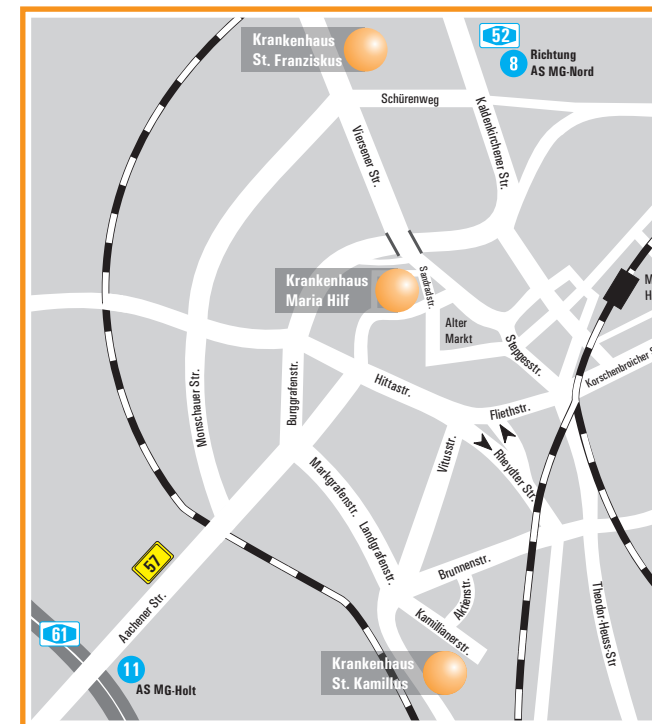 Krankenhaus
St. Franziskus
52
8
Richtung
AS MG-Nord
Schürenweg
Viersener Str.
Kaldenkirchener Str.
Krankenhaus
Maria Hilf
Sandradstr.
Alter
Markt
Stepgesstr.
M
H
Korschenbroicher S
Hittastr.
Fliethstr.
Monschauer Str.
Burggrafenstr.
Vitusstr.
Rheydter Str.
Markgrafenstr.
Landgrafenstr.
Brunnenstr.
Aktienstr.
Kamillianerstr.
Theodor-Heuss-Str
57
Aachener Str.
61
11
AS MG-Holt
Krankenhaus
St. Kamillus